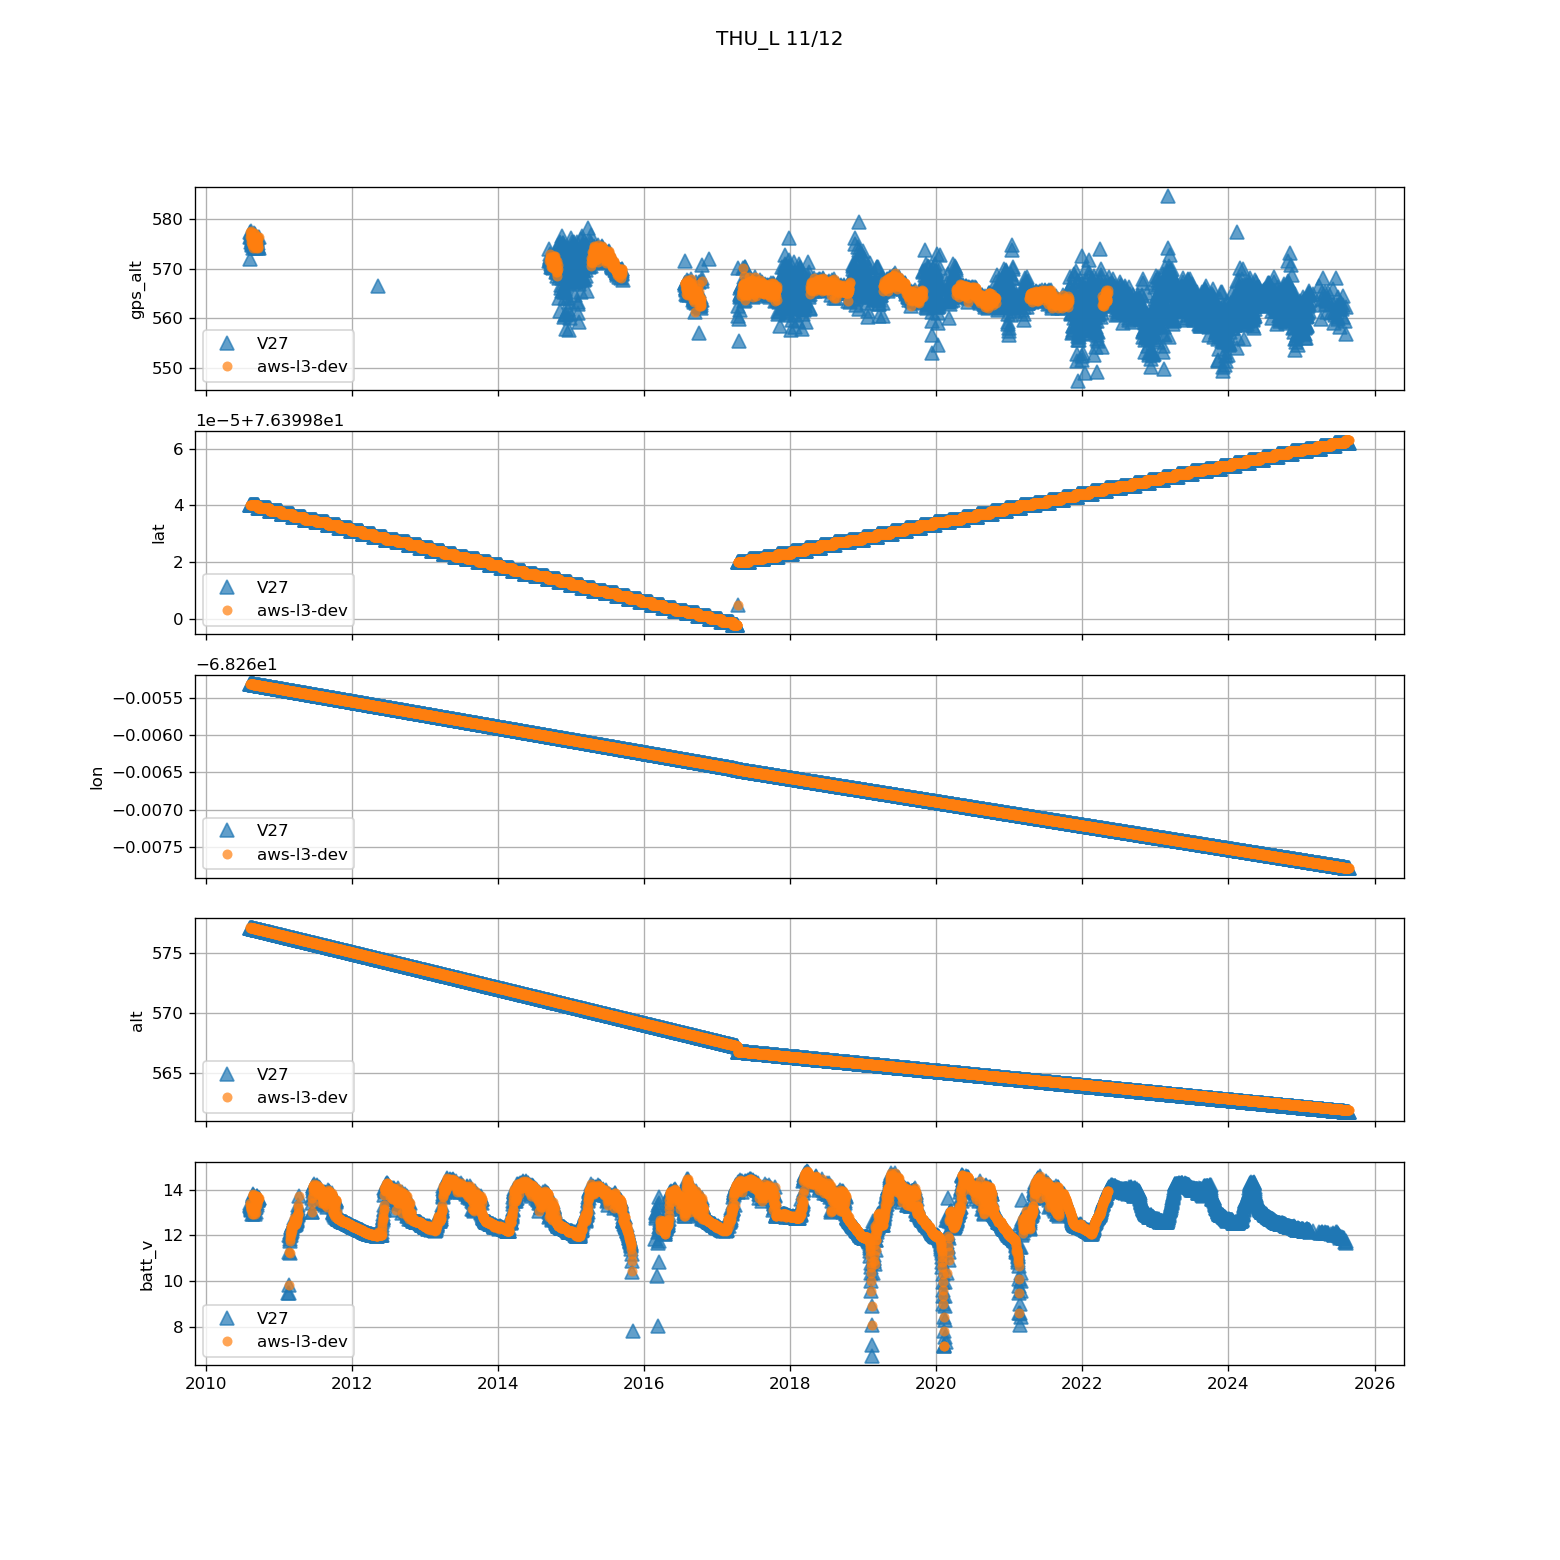 THU_L 11/12
580
570
560
550
gps_alt
V27
aws-l3-dev
1e−5+7.63998e1
6
4
2
0
lat
V27
aws-l3-dev
−6.826e1
−0.0055
−0.0060
−0.0065
−0.0070
−0.0075
lon
V27
aws-l3-dev
575
570
565
alt
V27
aws-l3-dev
14
12
10
8
batt_v
V27
aws-l3-dev
2010 2012 2014 2016 2018 2020 2022 2024 2026